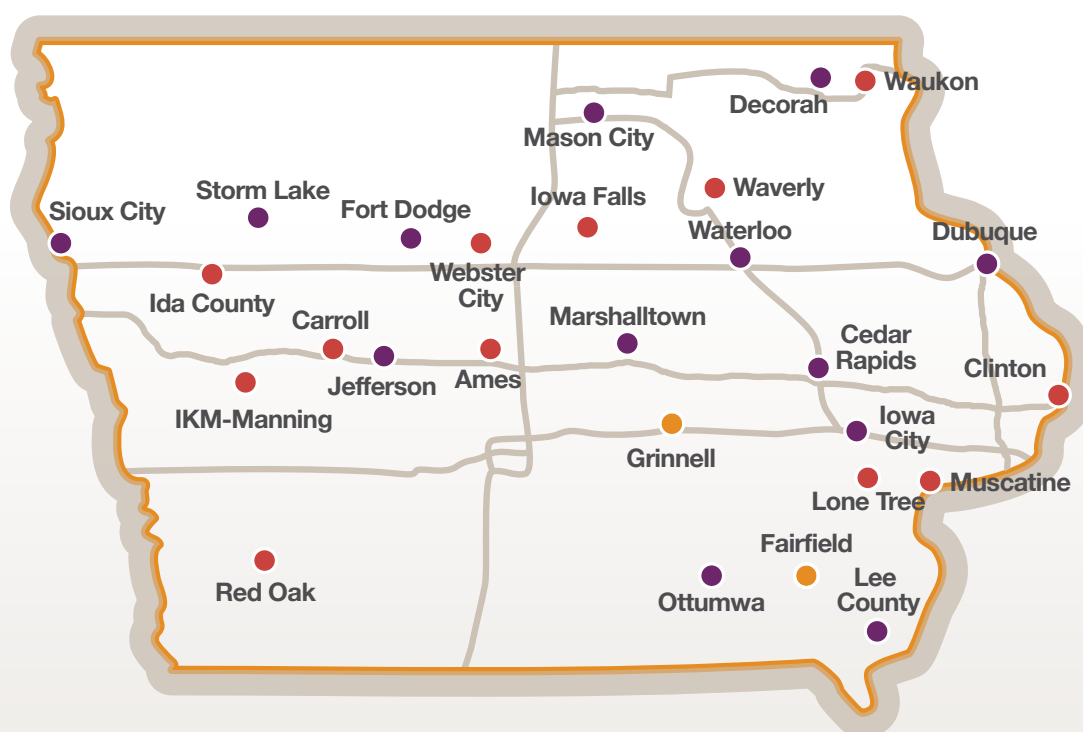 Waukon
Decorah
Mason City
Waverly
Storm Lake
Iowa Falls
Sioux City
Fort Dodge
Waterloo
Dubuque
Webster
City
Ida County
Carroll
Marshalltown
Cedar
Rapids
Clinton
Jefferson
Ames
IKM-Manning
Iowa
City
Grinnell
Muscatine
Lone Tree
Fairfield
Lee
County
Red Oak
Ottumwa